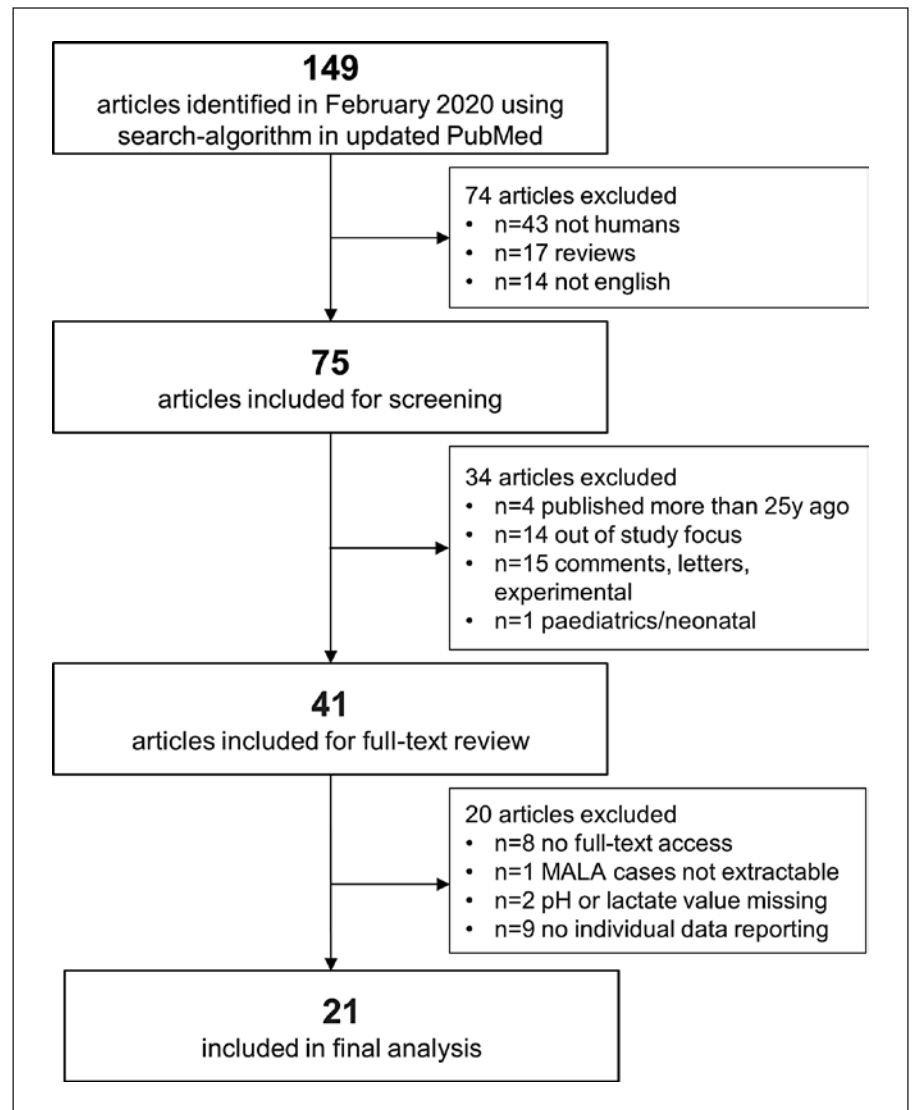 149
articles identified in February 2020 using
search-algorithm in updated PubMed
74 articles excluded
• n=43 not humans
• n=17 reviews
• n=14 not english
75
articles included for screening
34 articles excluded
• n=4 published more than 25y ago
• n=14 out of study focus
• n=15 comments, letters,
experimental
• n=1 paediatrics/neonatal
41
articles included for full-text review
20 articles excluded
• n=8 no full-text access
• n=1 MALA cases not extractable
• n=2 pH or lactate value missing
• n=9 no individual data reporting
21
included in final analysis